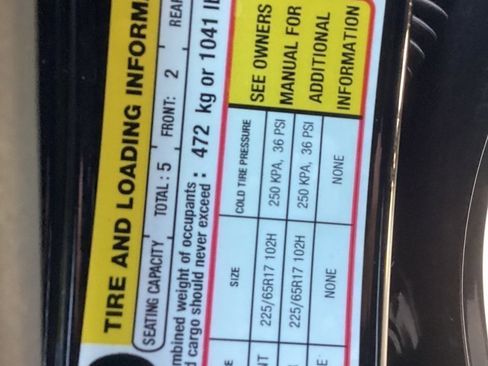 TIRE AND LOADING INFORM
SEATING CAPACITY TOTAL : 5 FRONT: 2 REAR
mbined weight of occupants
d cargo should never exceed : 472 kg or 1041 lb
SIZE COLD TIRE PRESSURE
225/65R17 102H 250 KPA, 36 PSI
225/65R17 102H 250 KPA, 36 PSI
NONE NONE
SEE OWNERS
MANUAL FOR
ADDITIONAL
INFORMATION